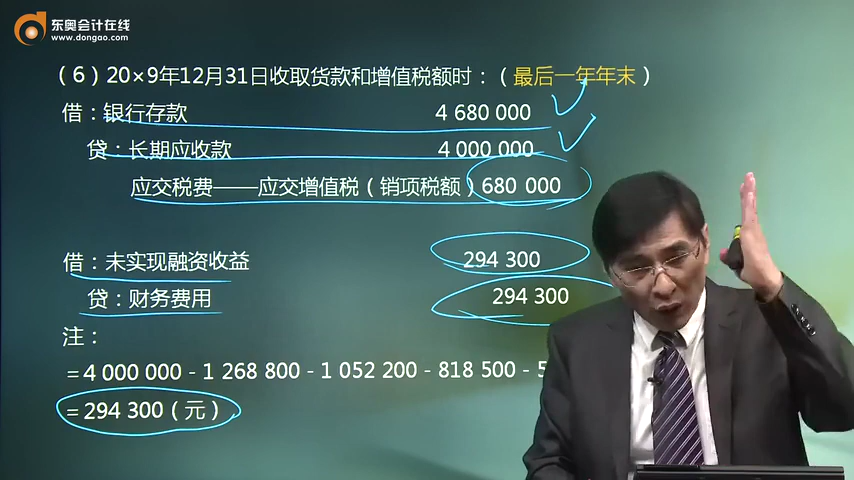 东奥会计在线
www.dongao.com
（6）20×9年12月31日收取货款和增值税额时：（最后一年年末）
借：银行存款 4 680 000
贷：长期应收款 4 000 000
应交税费——应交增值税（销项税额）680 000
借：未实现融资收益 294 300
贷：财务费用 294 300
注：
＝4 000 000－1 268 800－1 052 200－818 500－5
＝294 300（元）